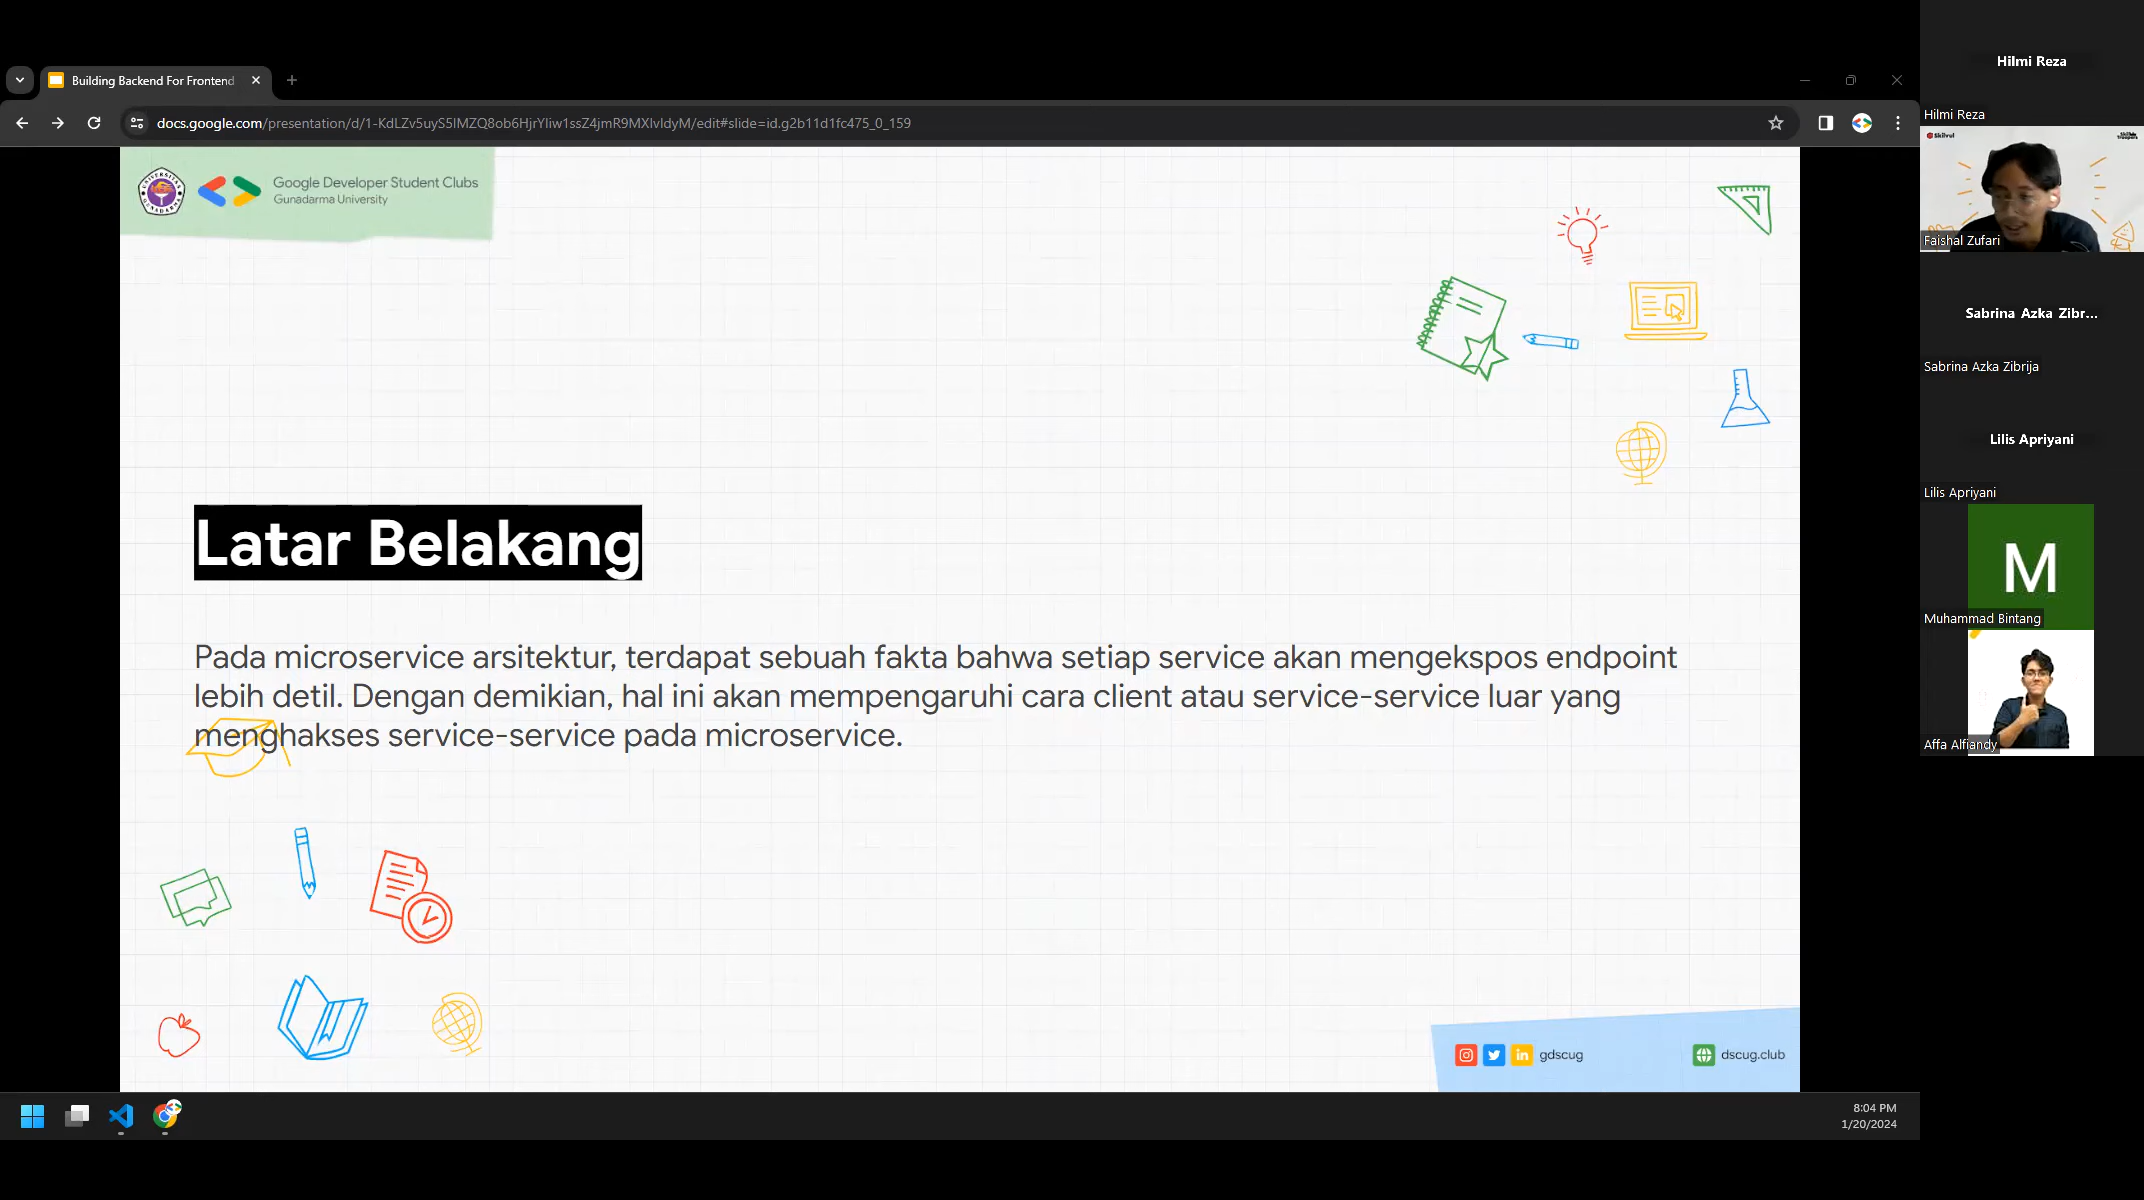 Building Backend For Frontend
docs.google.com/presentation/d/1-KdLZv5uyS5lMZQ8ob6HjrYliw1ssZ4jmR9MXlvldyM/edit#slide=id.g2b11d1fc475_0_159
Google Developer Student Clubs
Gunadarma University
Latar Belakang
Pada microservice arsitektur, terdapat sebuah fakta bahwa setiap service akan mengekspos endpoint
lebih detil. Dengan demikian, hal ini akan mempengaruhi cara client atau service-service luar yang
menghakses service-service pada microservice.
gdscug
dscug.club
8:04 PM
1/20/2024
Hilmi Reza
Hilmi Reza
Skilvul
Faishal Zufari
Sabrina Azka Zibr...
Sabrina Azka Zibrija
Lilis Apriyani
Lilis Apriyani
M
Muhammad Bintang
Affa Alfiandy